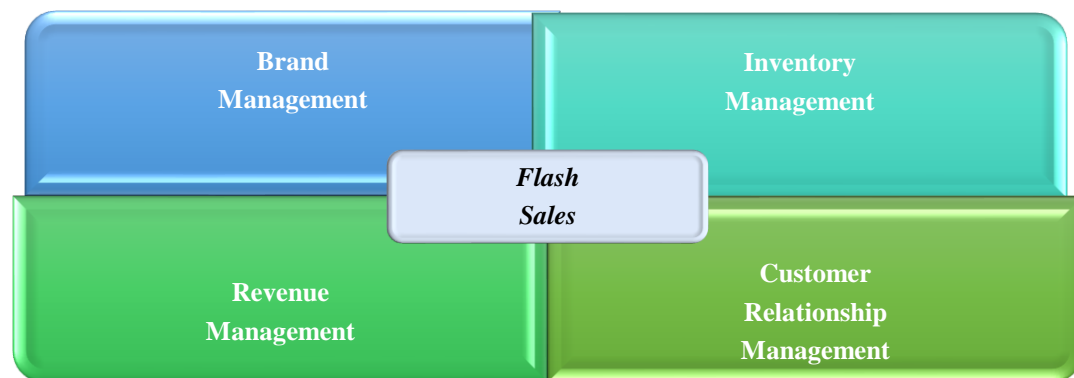 Brand
Management
Inventory
Management
Flash
Sales
Revenue
Management
Customer
Relationship
Management